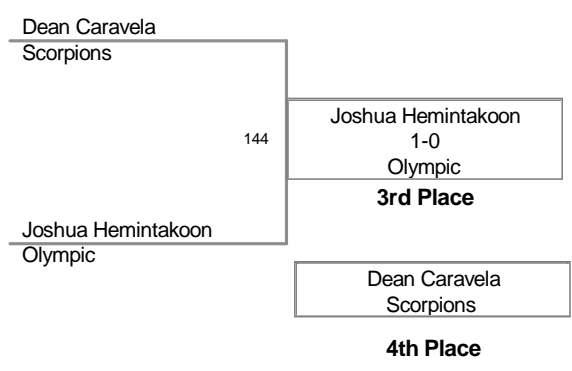 Dean Caravela
Scorpions
144
Joshua Hemintakoon
1-0
Olympic
3rd Place
Joshua Hemintakoon
Olympic
Dean Caravela
Scorpions
4th Place